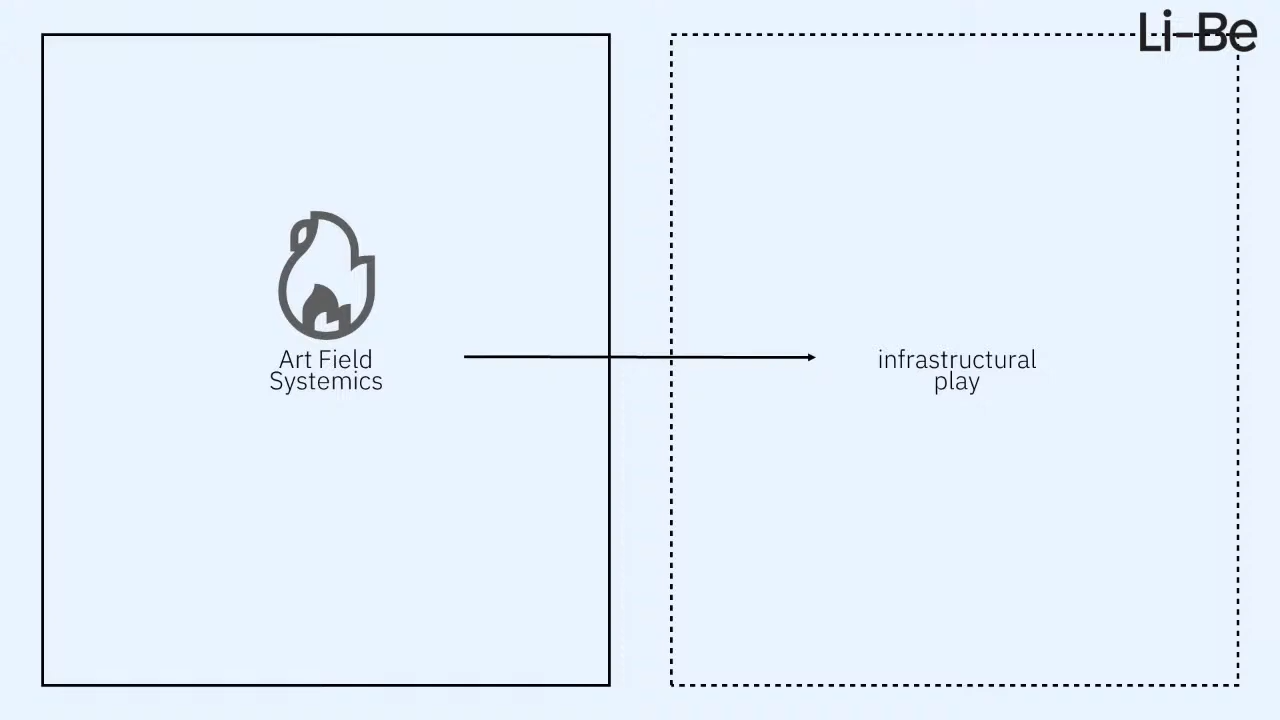 Li-Be
Art Field
Systemics
infrastructural
play